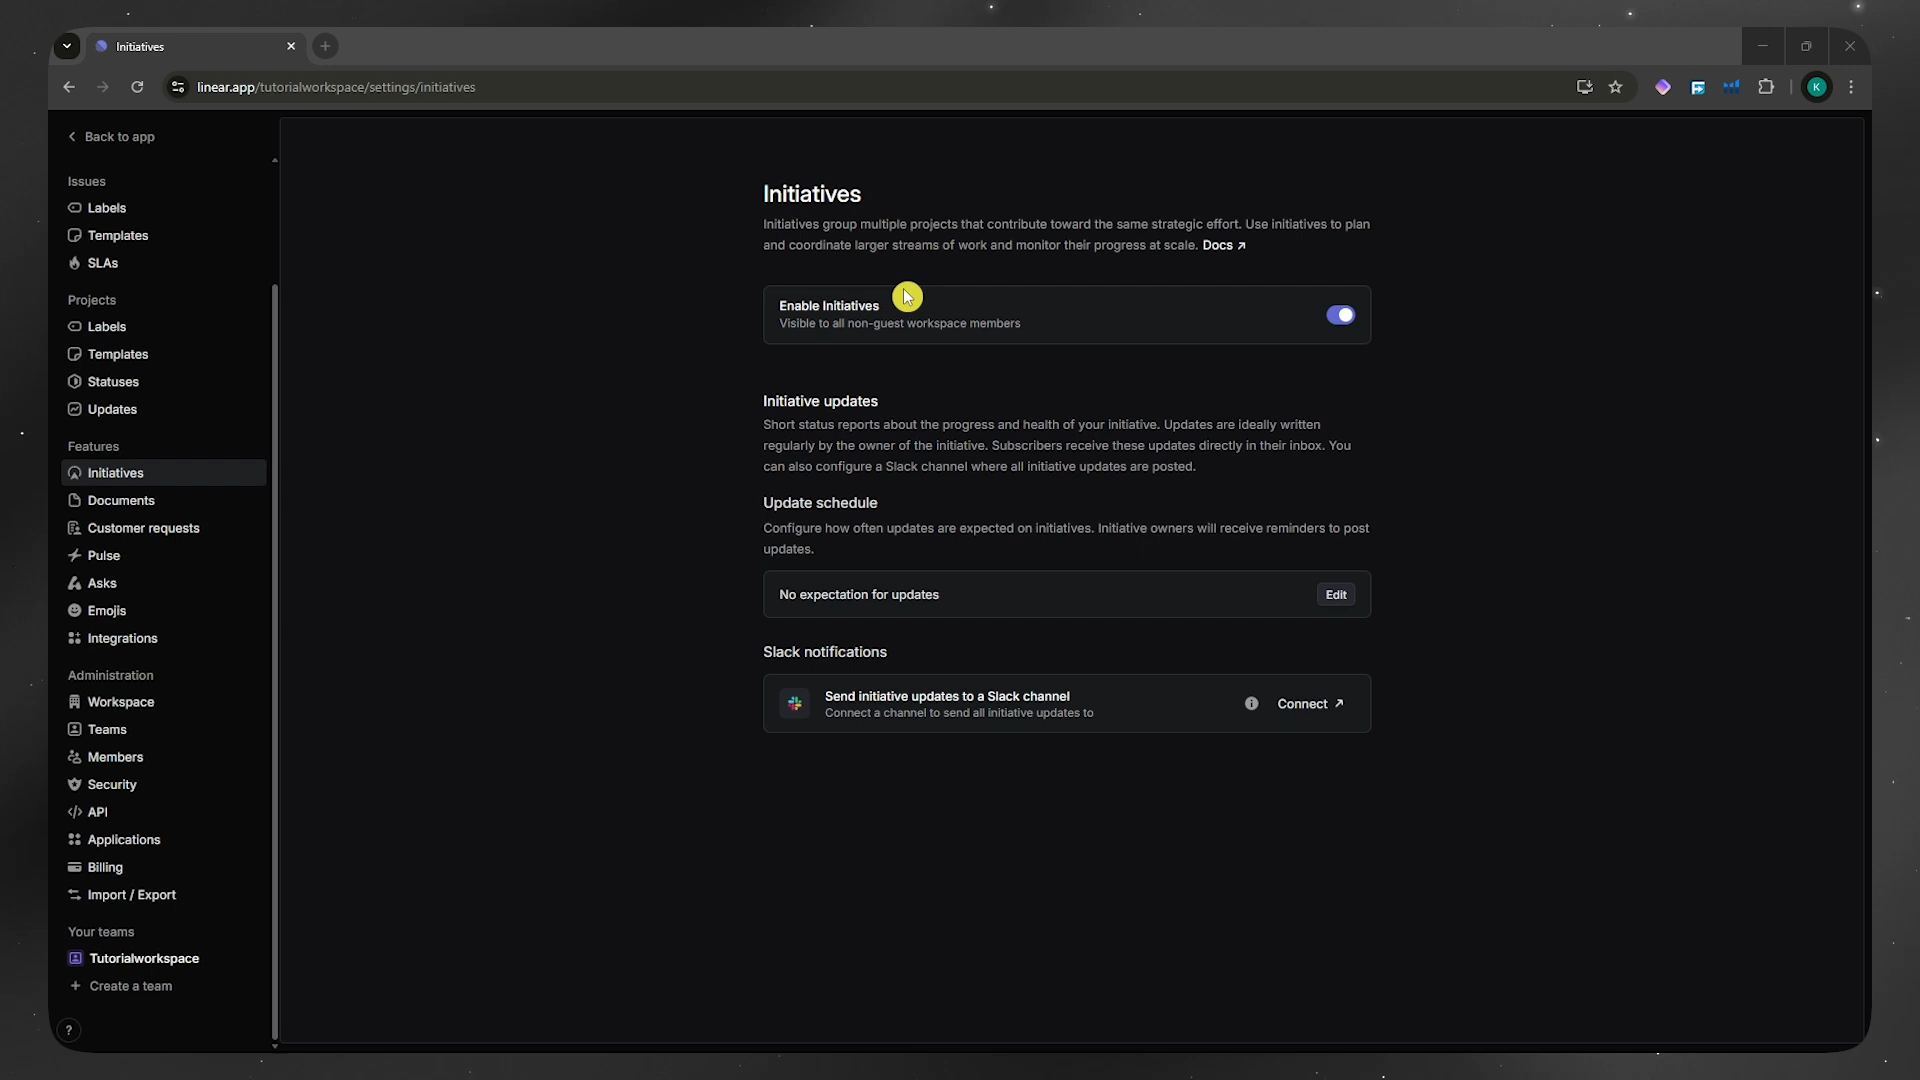 Initiatives
linear.app/tutorialworkspace/settings/initiatives
K
Back to app
Issues
Labels
Templates
SLAs
Projects
Labels
Templates
Statuses
Updates
Features
Initiatives
Documents
Customer requests
Pulse
Asks
Emojis
Integrations
Administration
Workspace
Teams
Members
Security
API
Applications
Billing
Import / Export
Your teams
Tutorialworkspace
Create a team
?
Initiatives
Initiatives group multiple projects that contribute toward the same strategic effort. Use initiatives to plan
and coordinate larger streams of work and monitor their progress at scale. Docs
Enable Initiatives
Visible to all non-guest workspace members
Initiative updates
Short status reports about the progress and health of your initiative. Updates are ideally written
regularly by the owner of the initiative. Subscribers receive these updates directly in their inbox. You
can also configure a Slack channel where all initiative updates are posted.
Update schedule
Configure how often updates are expected on initiatives. Initiative owners will receive reminders to post
updates.
No expectation for updates
Edit
Slack notifications
Send initiative updates to a Slack channel
Connect a channel to send all initiative updates to
Connect